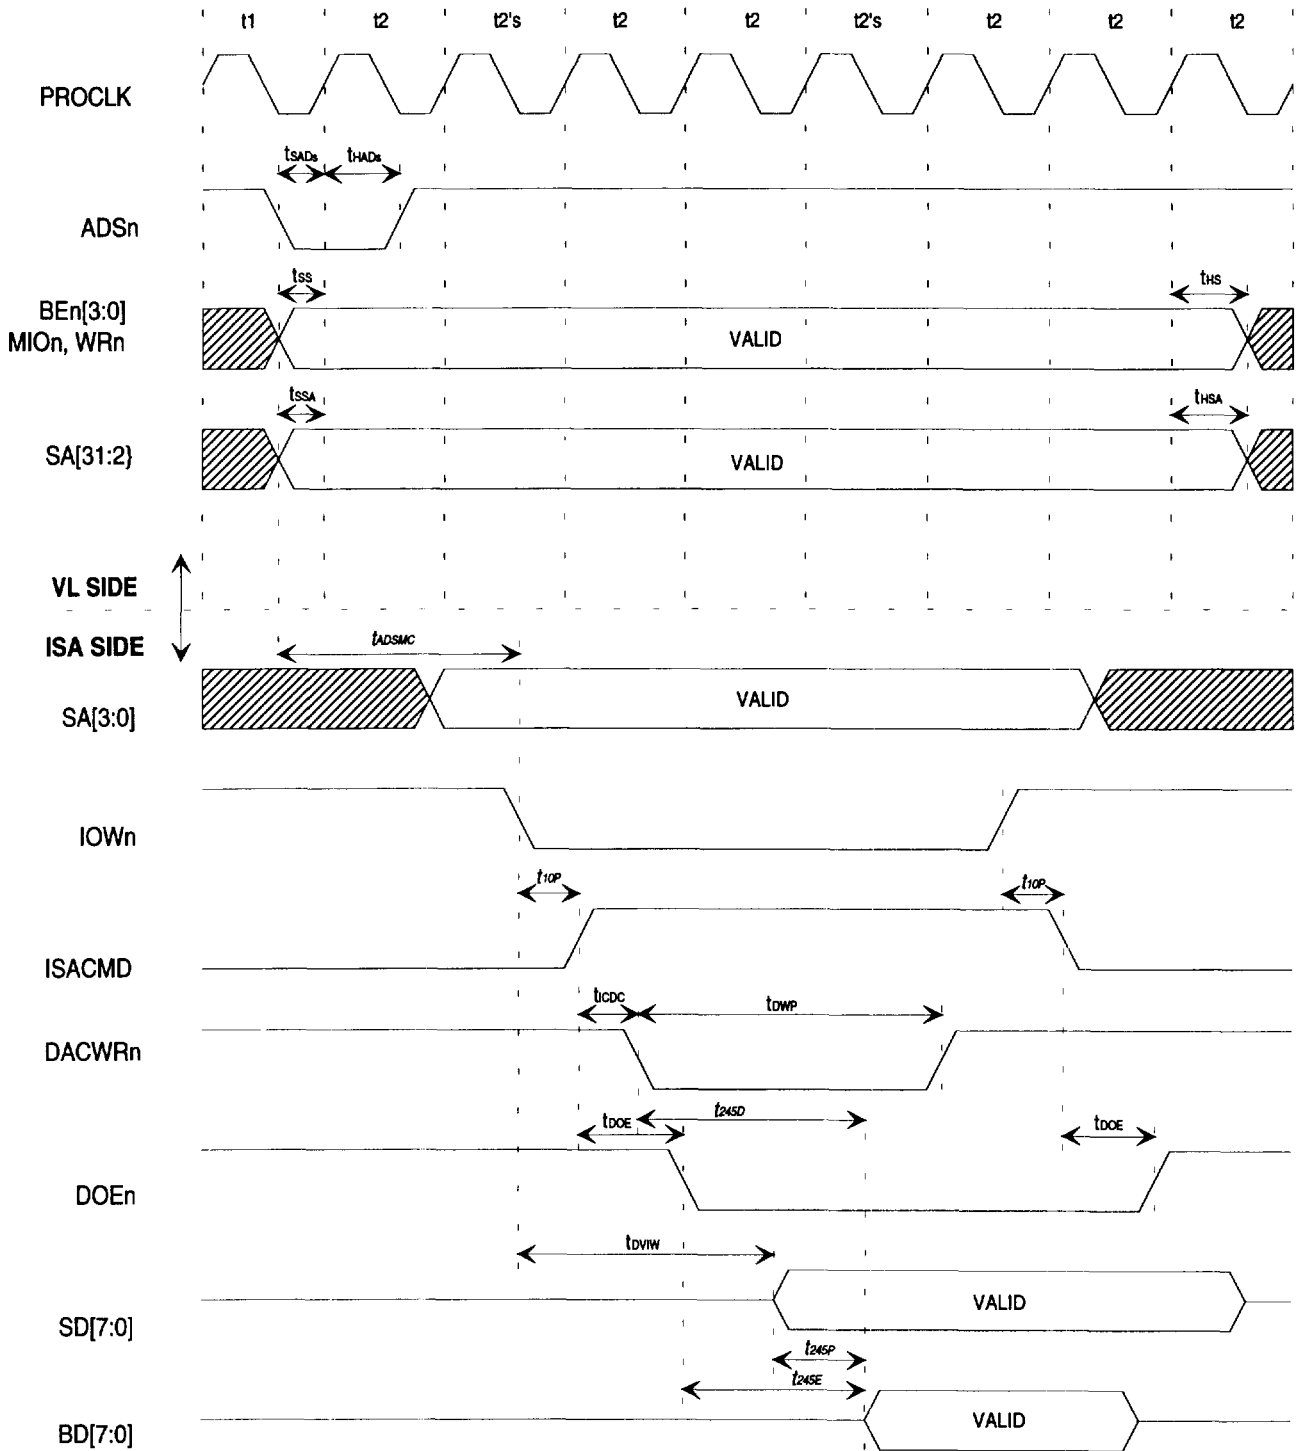 t1 t2 t2's t2 t2 t2's t2 t2 t2
PROCLK
tSADs tHADs
ADSn
tSS tHS
BEn[3:0]
MIOn, WRn
VALID
tSSA tHSA
SA[31:2}
VALID
VL SIDE
ISA SIDE
tADSMC
SA[3:0]
VALID
IOWn
t10P t10P
ISACMD
tICDC tDWP
DACWRn
tDOE t245D tDOE
DOEn
tDVIW
SD[7:0]
VALID
t245P
t245E
BD[7:0]
VALID